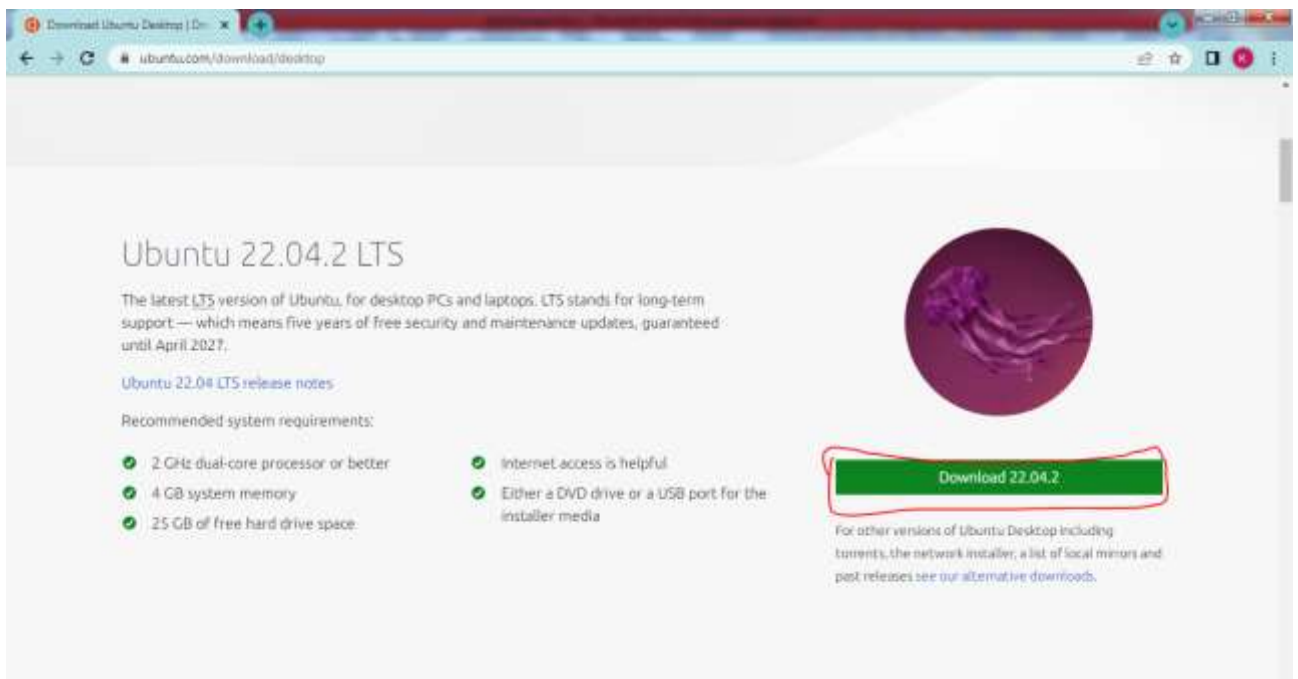 Download Ubuntu Desktop | Do
ubuntu.com/download/desktop
Ubuntu 22.04.2 LTS
The latest LTS version of Ubuntu, for desktop PCs and laptops. LTS stands for long-term
support — which means five years of free security and maintenance updates, guaranteed
until April 2027.
Ubuntu 22.04 LTS release notes
Recommended system requirements:
2 GHz dual-core processor or better
4 GB system memory
25 GB of free hard drive space
Internet access is helpful
Either a DVD drive or a USB port for the
installer media
Download 22.04.2
For other versions of Ubuntu Desktop including
torrents, the network installer, a list of local mirrors and
past releases see our alternative downloads.